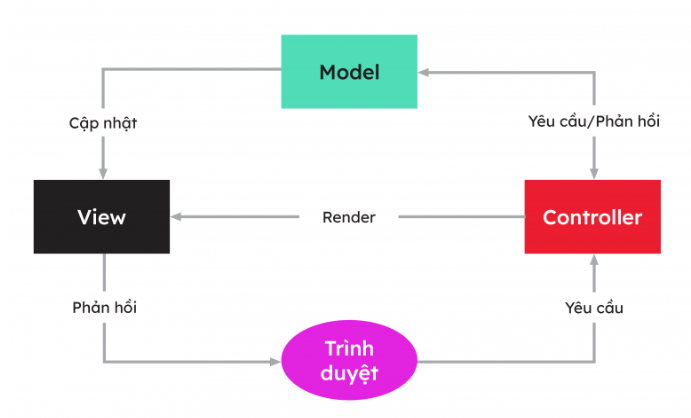 Model
Cập nhật
Yêu cầu/Phản hồi
View
Render
Controller
Phản hồi
Yêu cầu
Trình
duyệt